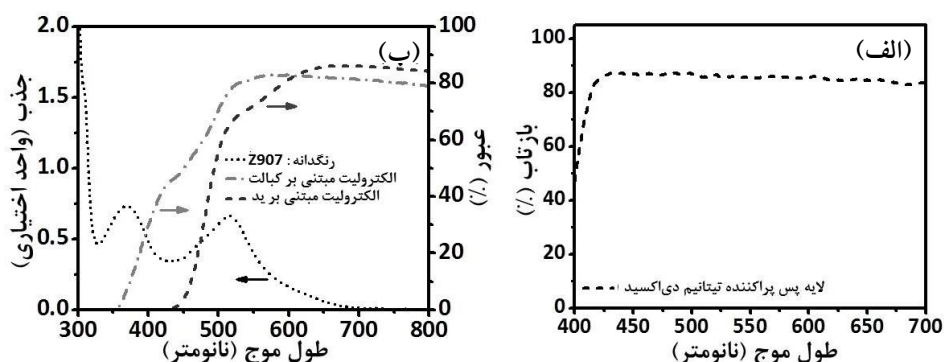 (الف)
100
80
60
40
20
0
بازتاب (٪)
لایه پس پراکننده تیتانیم دی‌اکسید
400 450 500 550 600 650 700
طول موج (نانومتر)
(ب)
2.0
1.5
1.0
0.5
0.0
جذب (واحد اختیاری)
100
80
60
40
20
0
عبور (٪)
رنگدانه: Z907
الکترولیت مبتنی بر کبالت
الکترولیت مبتنی بر ید
300 400 500 600 700 800
طول موج (نانومتر)